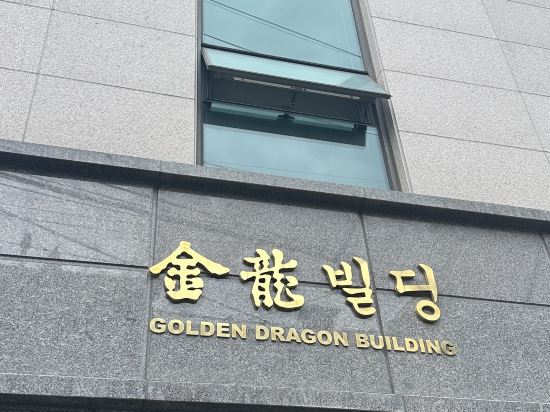 金龍빌딩
GOLDEN DRAGON BUILDING